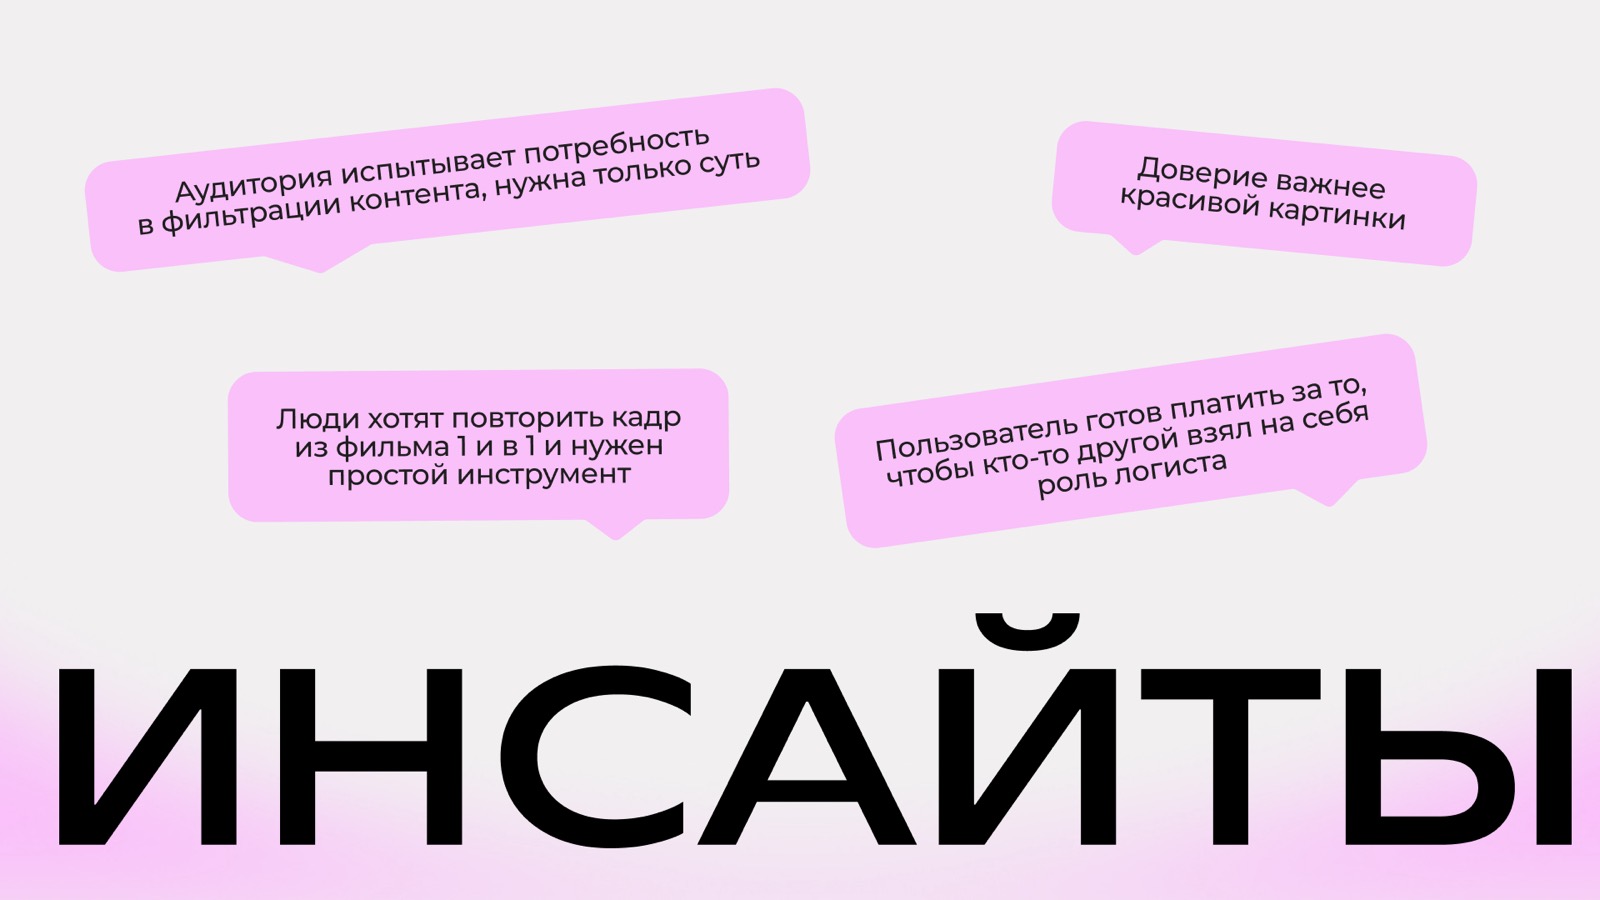 Аудитория испытывает потребность
в фильтрации контента, нужна только суть
Доверие важнее
красивой картинки
Люди хотят повторить кадр
из фильма 1 и в 1 и нужен
простой инструмент
Пользователь готов платить за то,
чтобы кто-то другой взял на себя
роль логиста
ИНСАЙТЫ